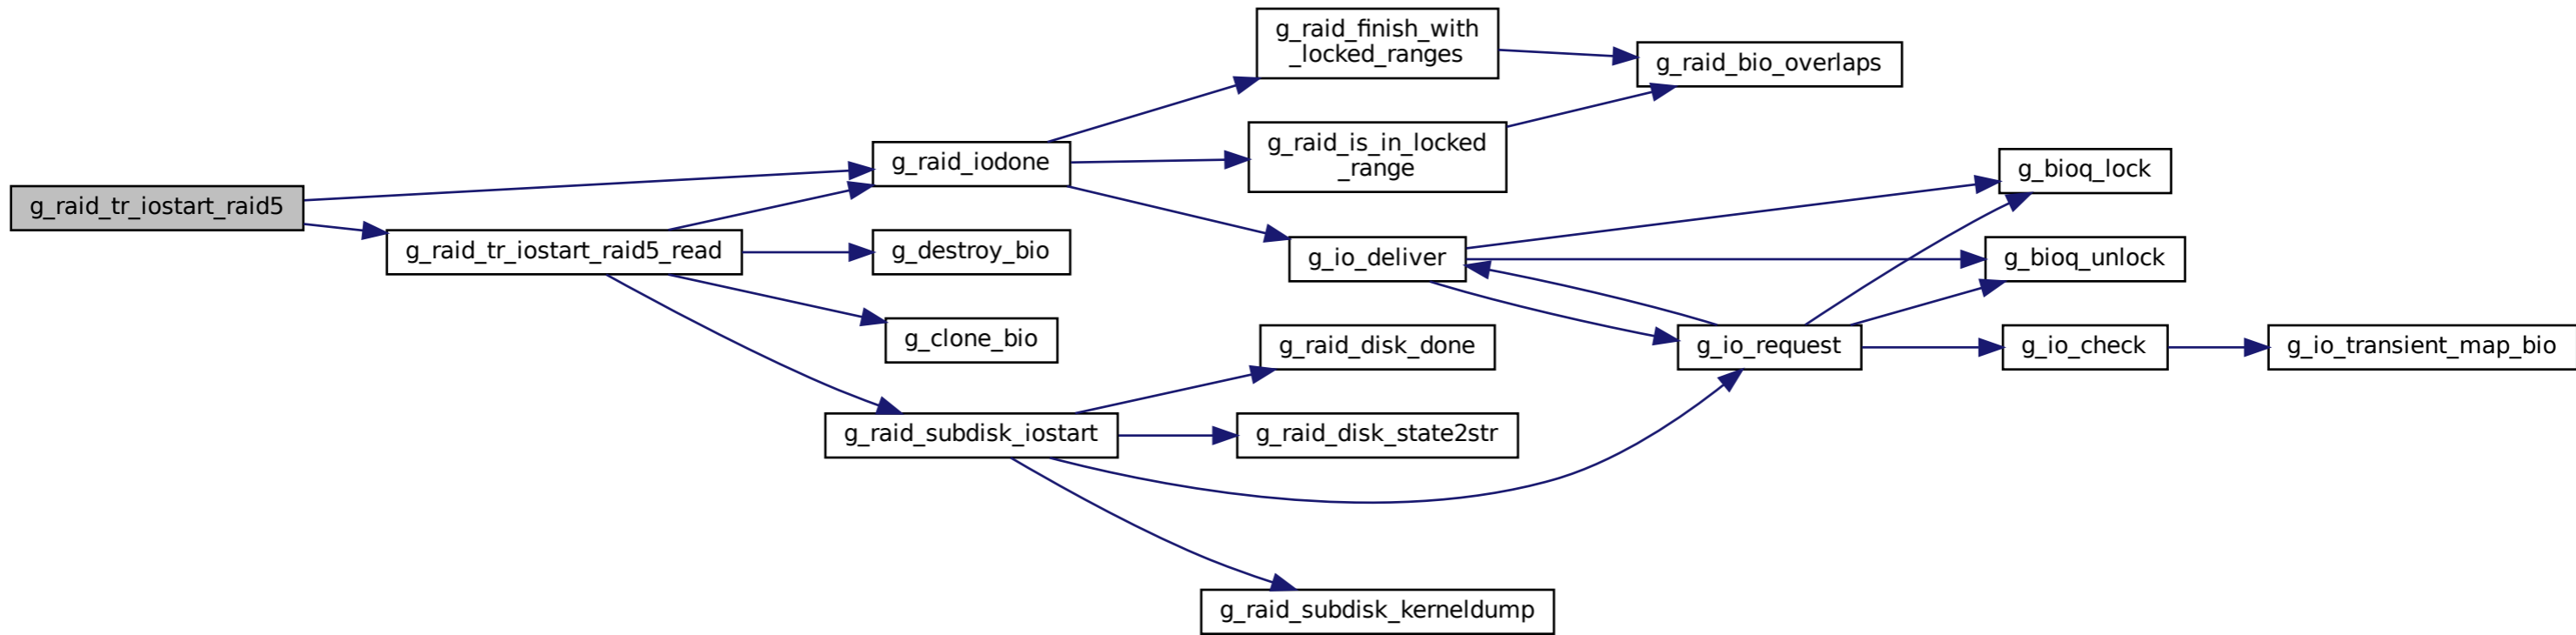 g_raid_tr_iostart_raid5
g_raid_tr_iostart_raid5_read
g_raid_iodone
g_destroy_bio
g_clone_bio
g_raid_subdisk_iostart
g_raid_finish_with
_locked_ranges
g_raid_is_in_locked
_range
g_io_deliver
g_raid_disk_done
g_raid_disk_state2str
g_raid_subdisk_kerneldump
g_raid_bio_overlaps
g_io_request
g_bioq_lock
g_bioq_unlock
g_io_check
g_io_transient_map_bio